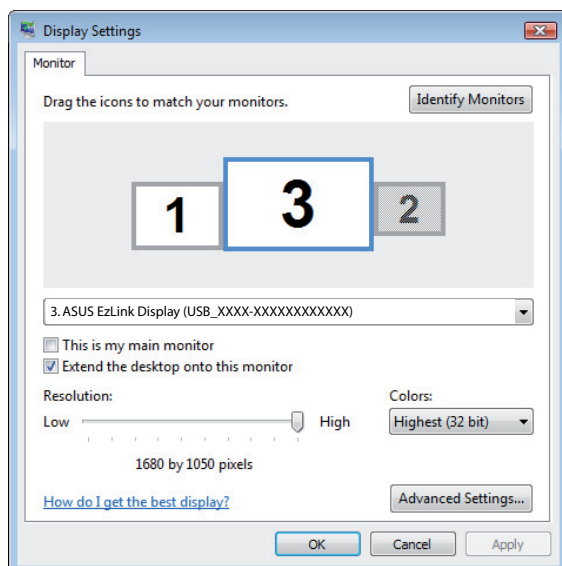 Display Settings
Monitor
Drag the icons to match your monitors.
Identify Monitors
1
3
2
3. ASUS EzLink Display (USB_XXXX-XXXXXXXXXXXX)
This is my main monitor
Extend the desktop onto this monitor
Resolution:
Colors:
Low
High
Highest (32 bit)
1680 by 1050 pixels
How do I get the best display?
Advanced Settings...
OK
Cancel
Apply